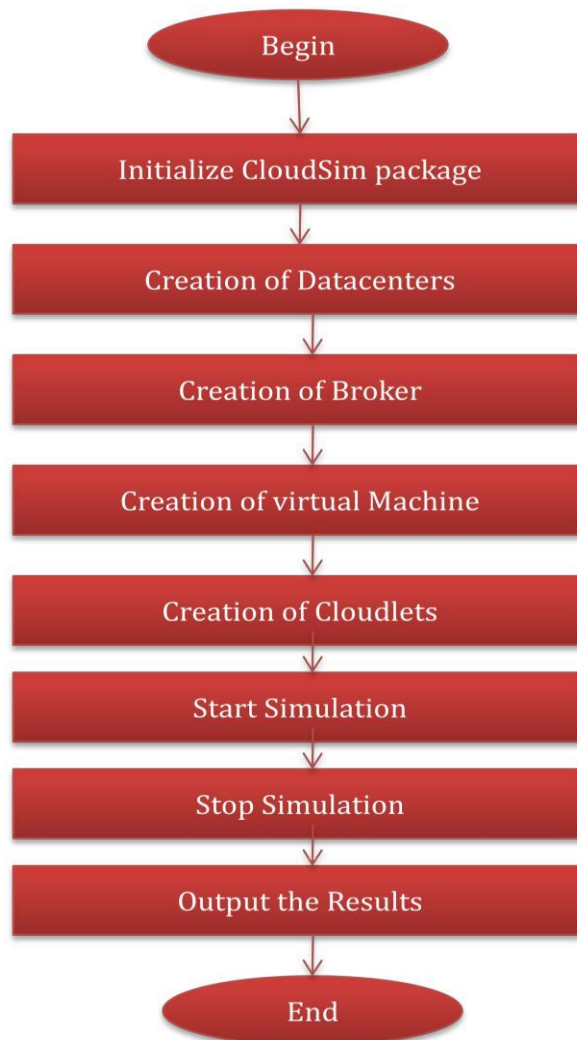 Begin
Initialize CloudSim package
Creation of Datacenters
Creation of Broker
Creation of virtual Machine
Creation of Cloudlets
Start Simulation
Stop Simulation
Output the Results
End